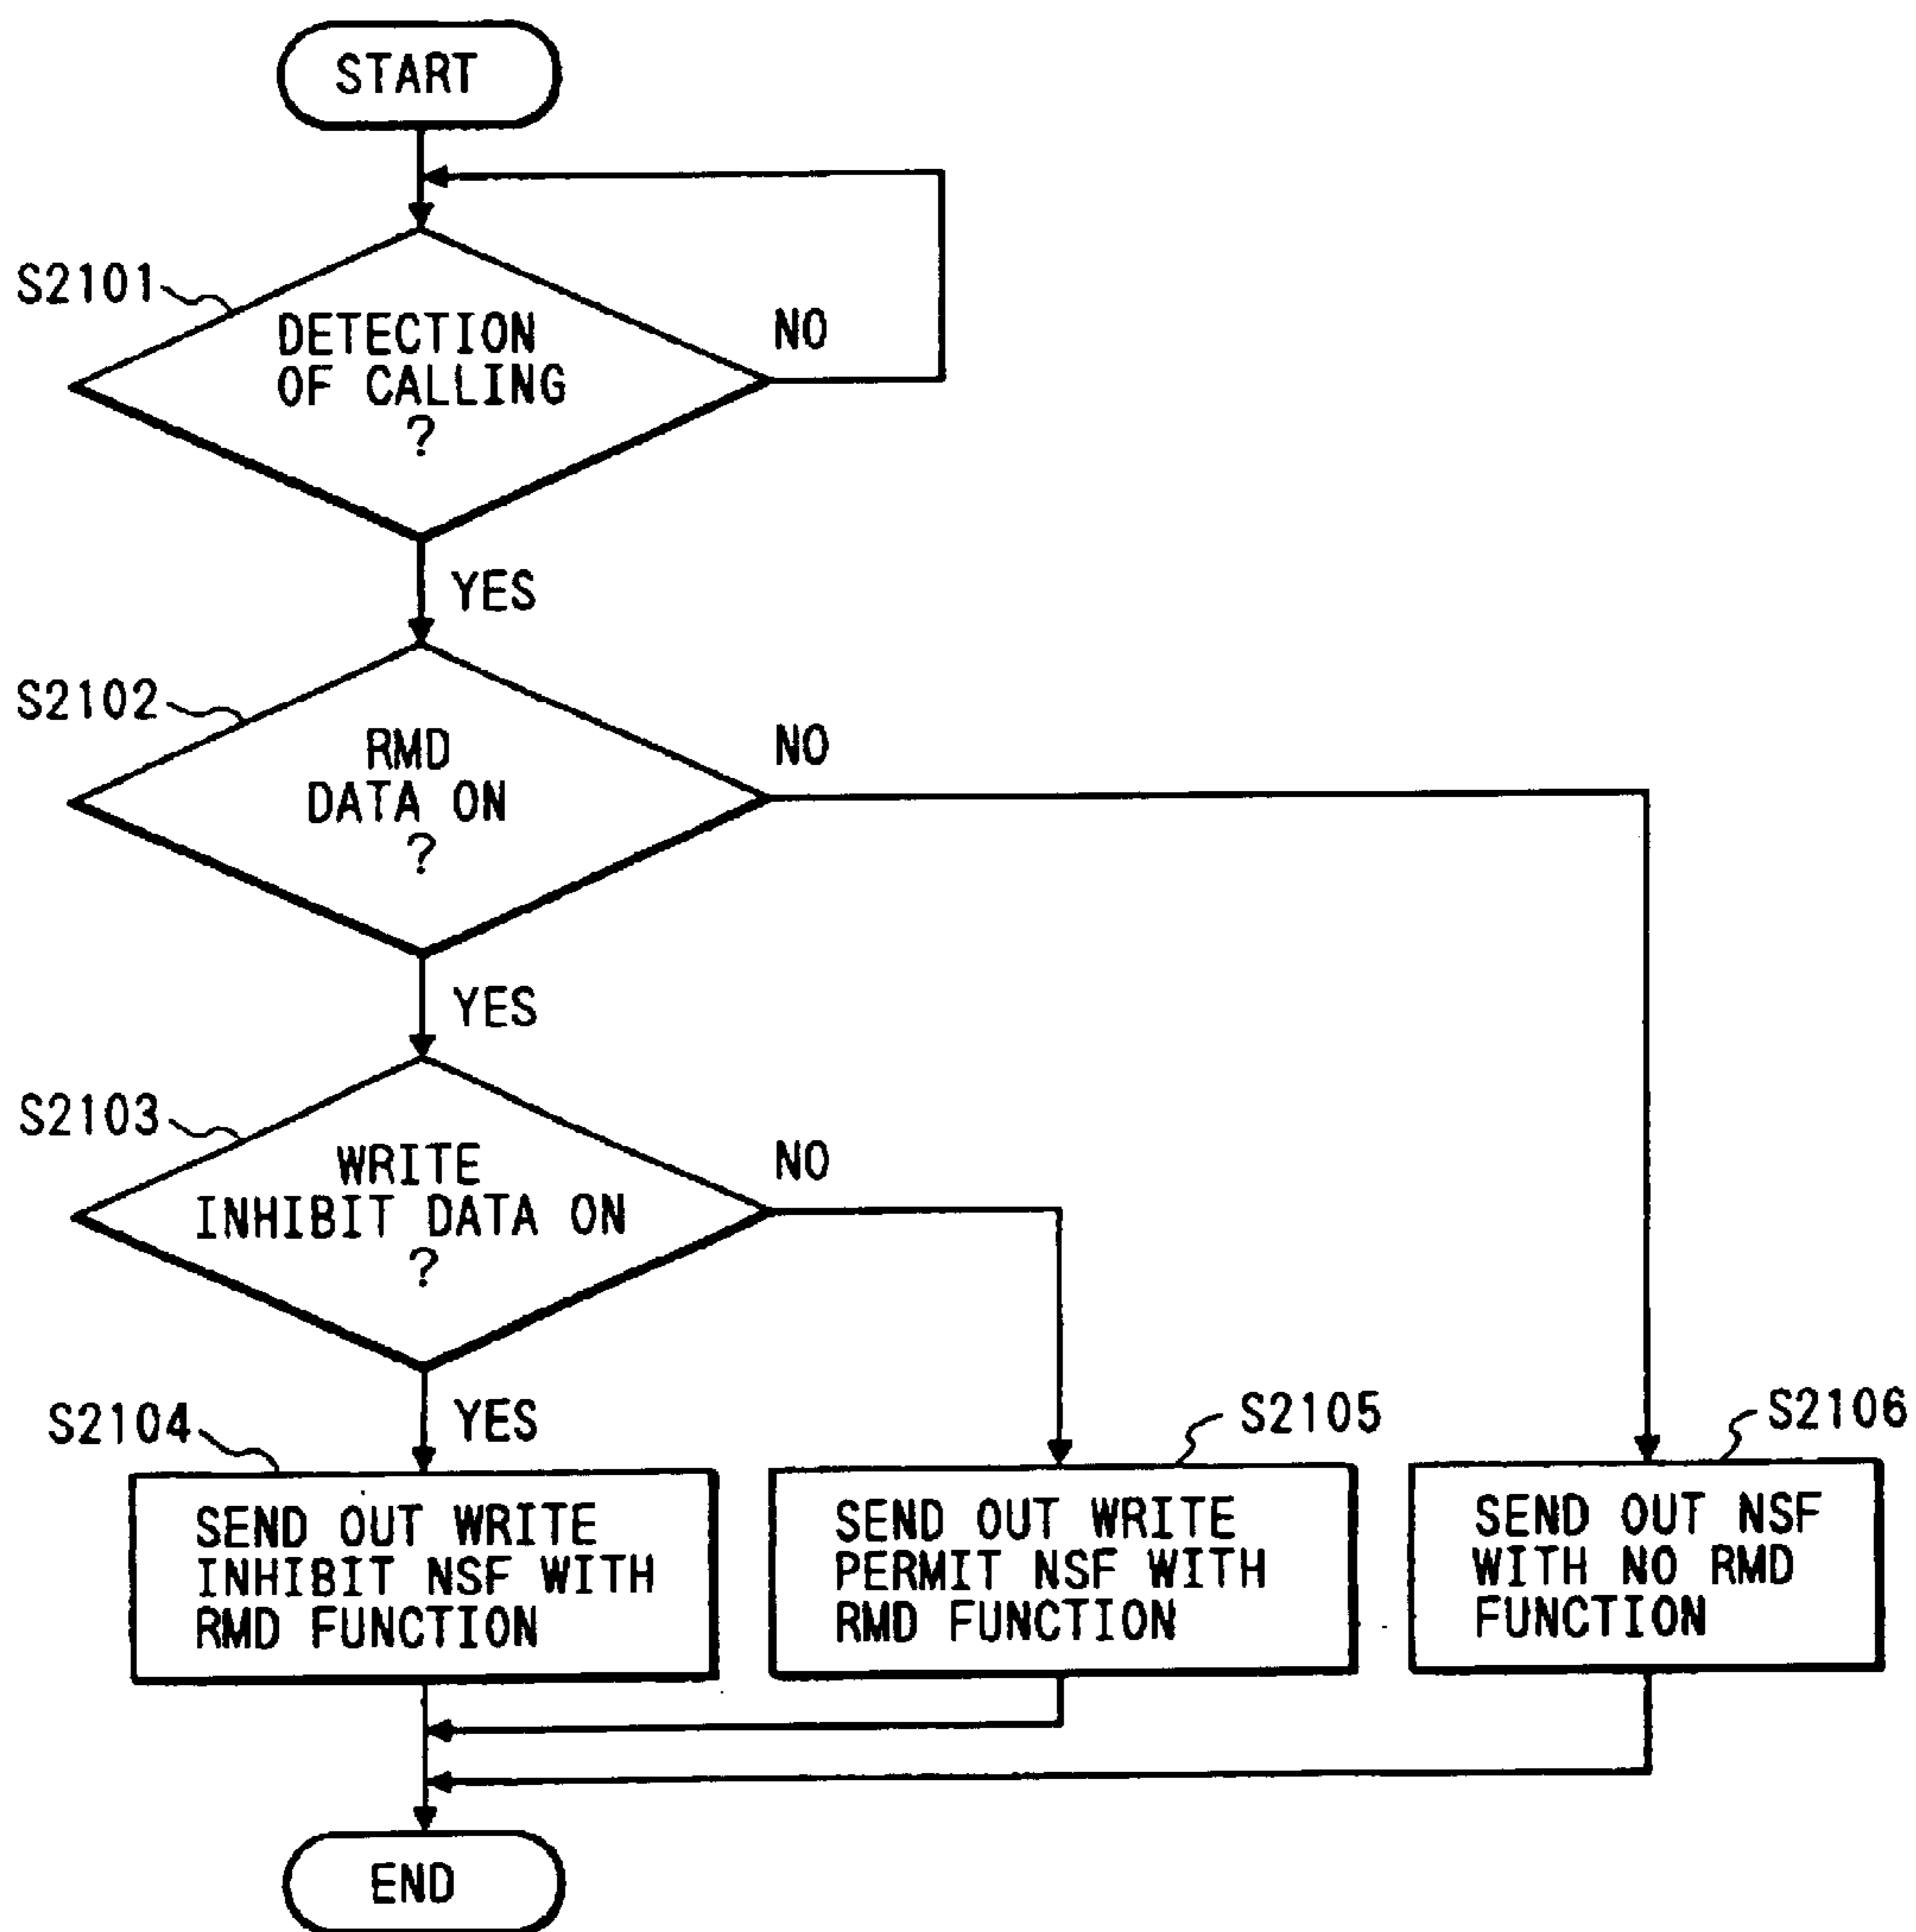 START
S2101
DETECTION
OF CALLING
?
NO
YES
S2102
RMD
DATA ON
?
NO
YES
S2103
WRITE
INHIBIT DATA ON
?
NO
YES
S2104
SEND OUT WRITE
INHIBIT NSF WITH
RMD FUNCTION
S2105
SEND OUT WRITE
PERMIT NSF WITH
RMD FUNCTION
S2106
SEND OUT NSF
WITH NO RMD
FUNCTION
END